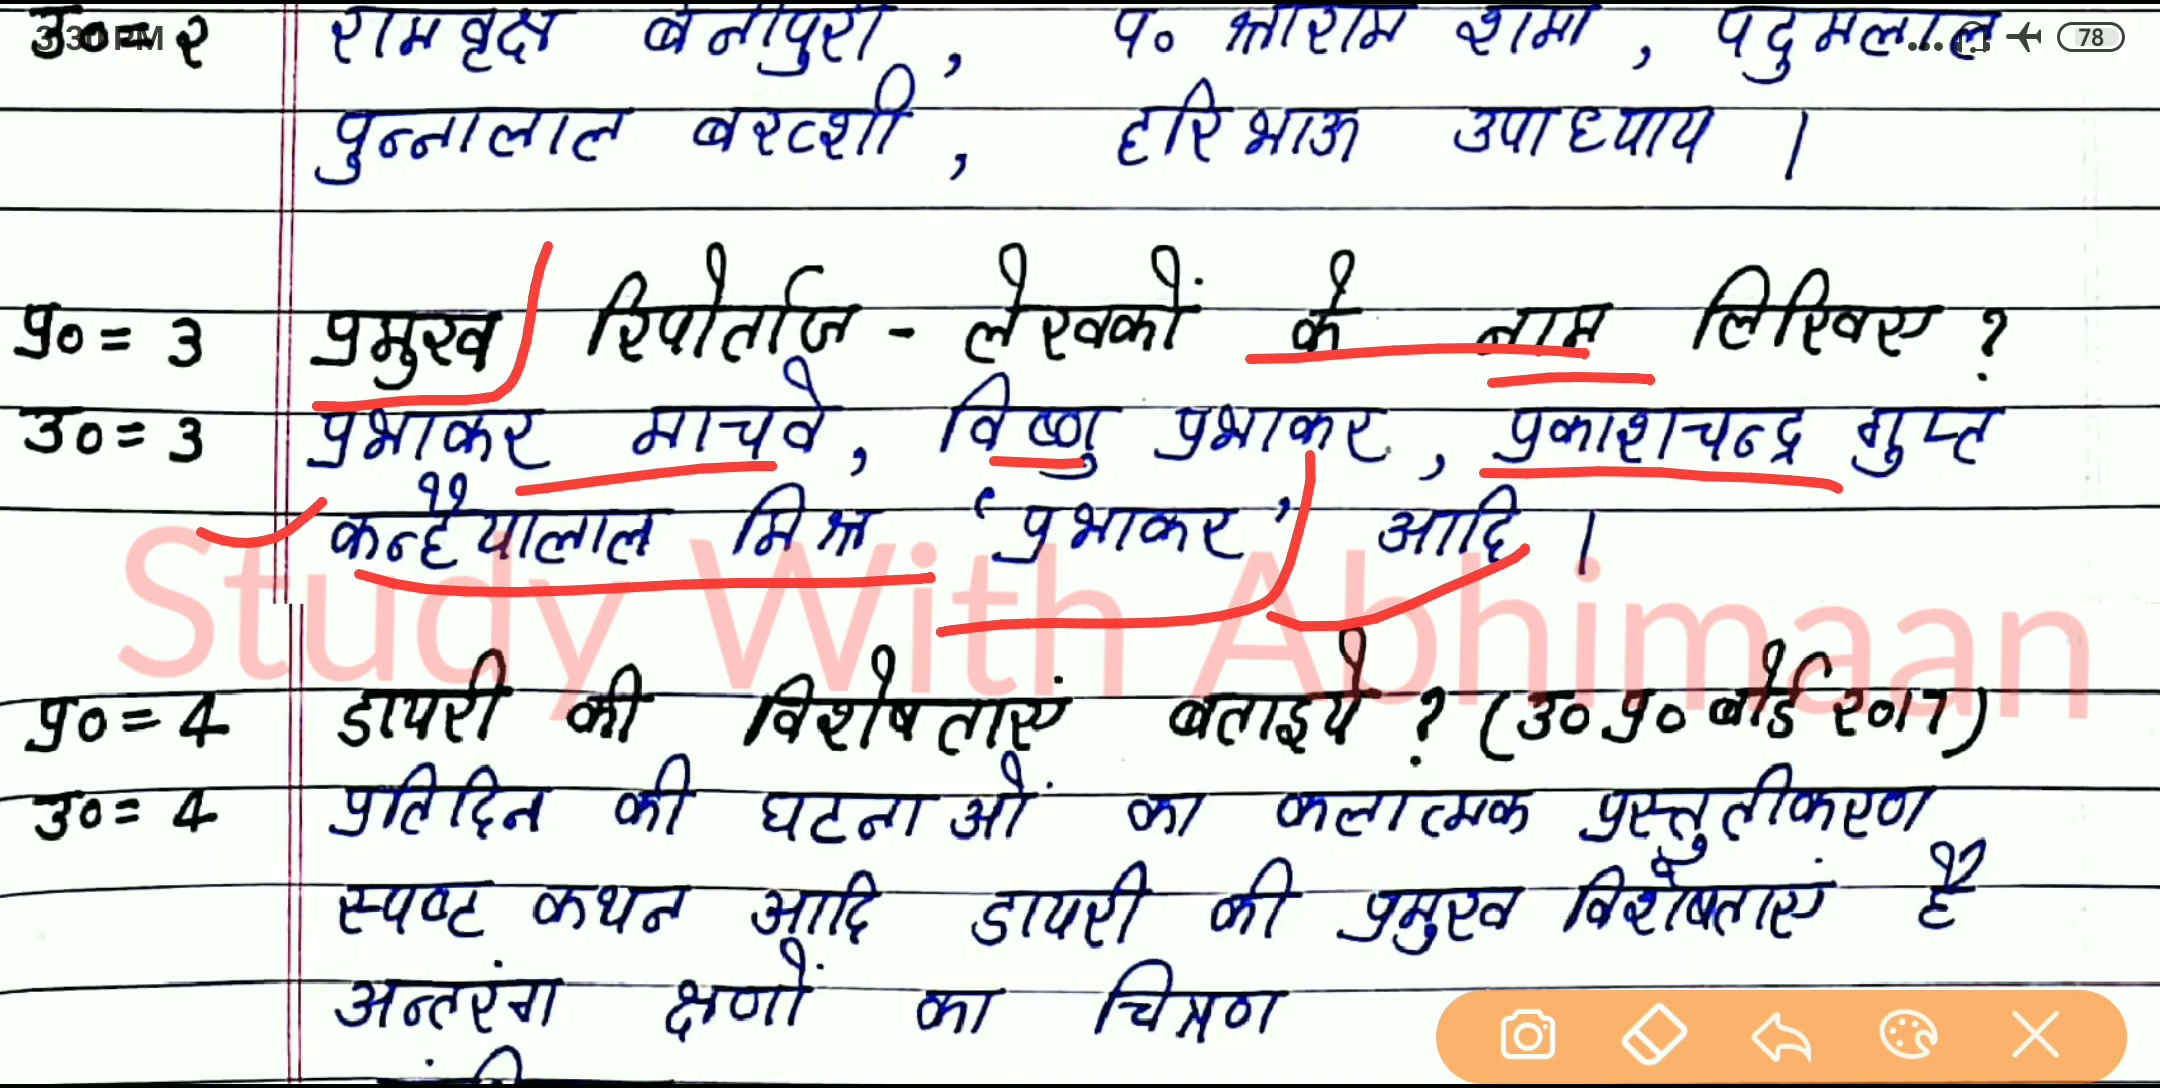 उ०=२ रामवृक्ष बेनीपुरी , पं० श्रीराम शर्मा , पदुमलाल
पुन्नालाल बख्शी , हरिभाऊ उपाध्याय ।
प्र०=3 प्रमुख रिपोर्ताज - लेखकों के नाम लिखिए ?
उ०=3 प्रभाकर माचवे, विष्णु प्रभाकर, प्रकाशचन्द्र गुप्त
कन्हैयालाल मिश्र 'प्रभाकर' आदि ।
Study With Abhimaan
प्र०=4 डायरी की विशेषताएं बताइये ? (उ० प्र० बोर्ड २०१७)
उ०=4 प्रतिदिन की घटनाओं का कलात्मक प्रस्तुतीकरण
स्पष्ट कथन आदि डायरी की प्रमुख विशेषताएं है
अन्तरंग क्षणों का चित्रण
78